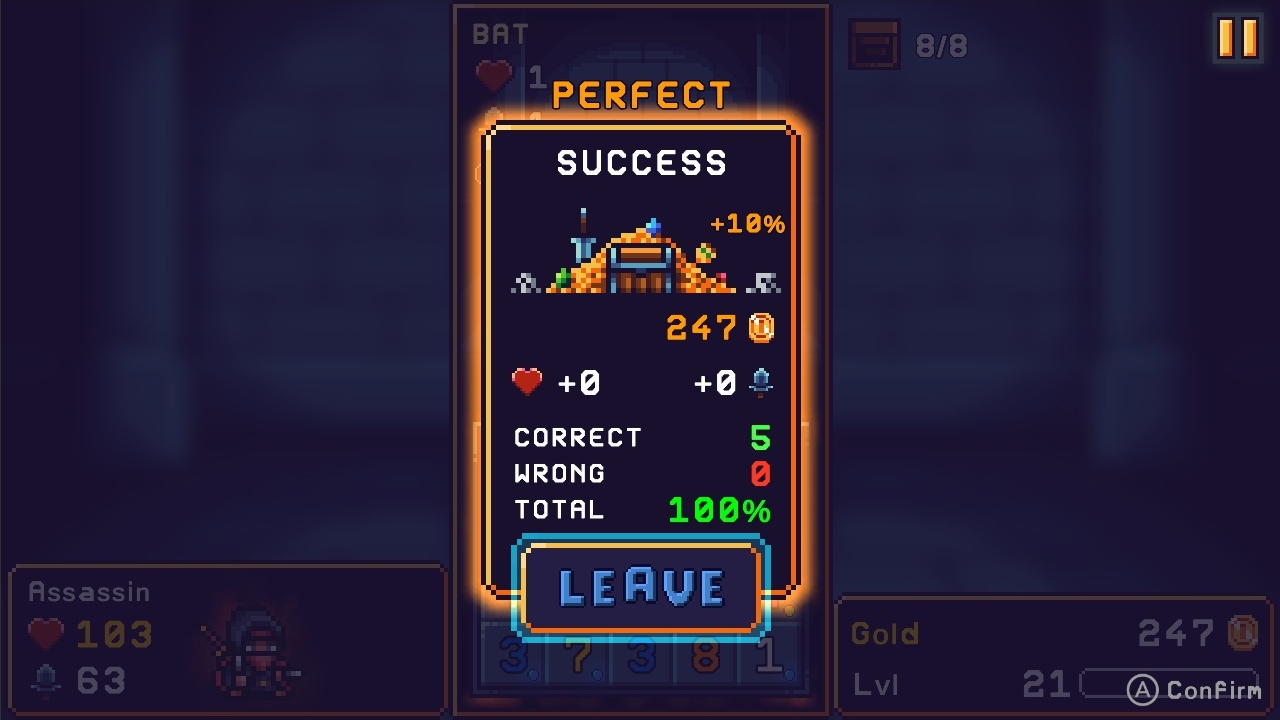 BAT
1
8/8
PERFECT
SUCCESS
+10%
247
+0 +0
CORRECT 5
WRONG 0
TOTAL 100%
LEAVE
3 7 3 8 1
Assassin
103
63
Gold 247
Lvl 21
A Confirm